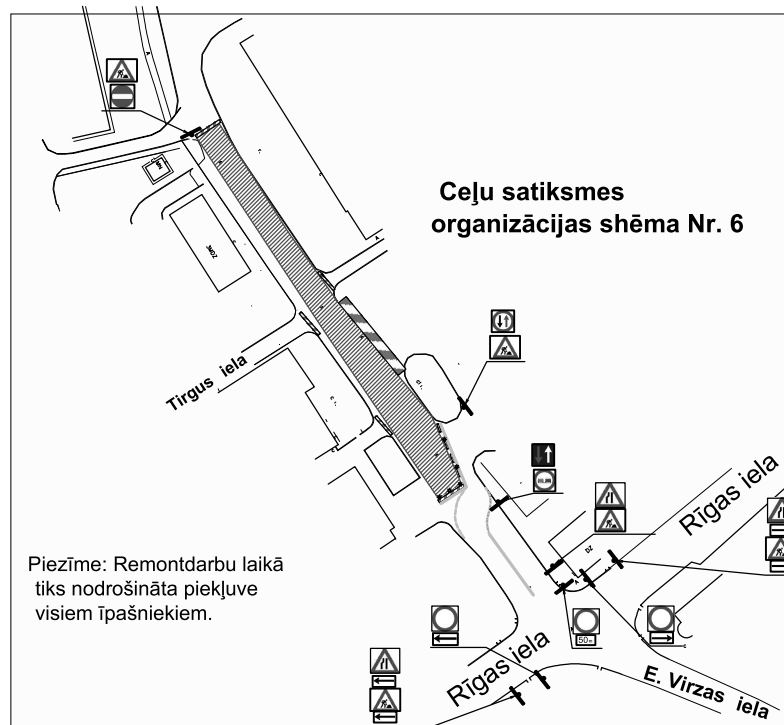 Ceļu satiksmes
organizācijas shēma Nr. 6
Tirgus iela
Rīgas iela
DZ
Piezīme: Remontdarbu laikā
tiks nodrošināta piekļuve
visiem īpašniekiem.
50m
Rīgas iela
E. Virzas iela